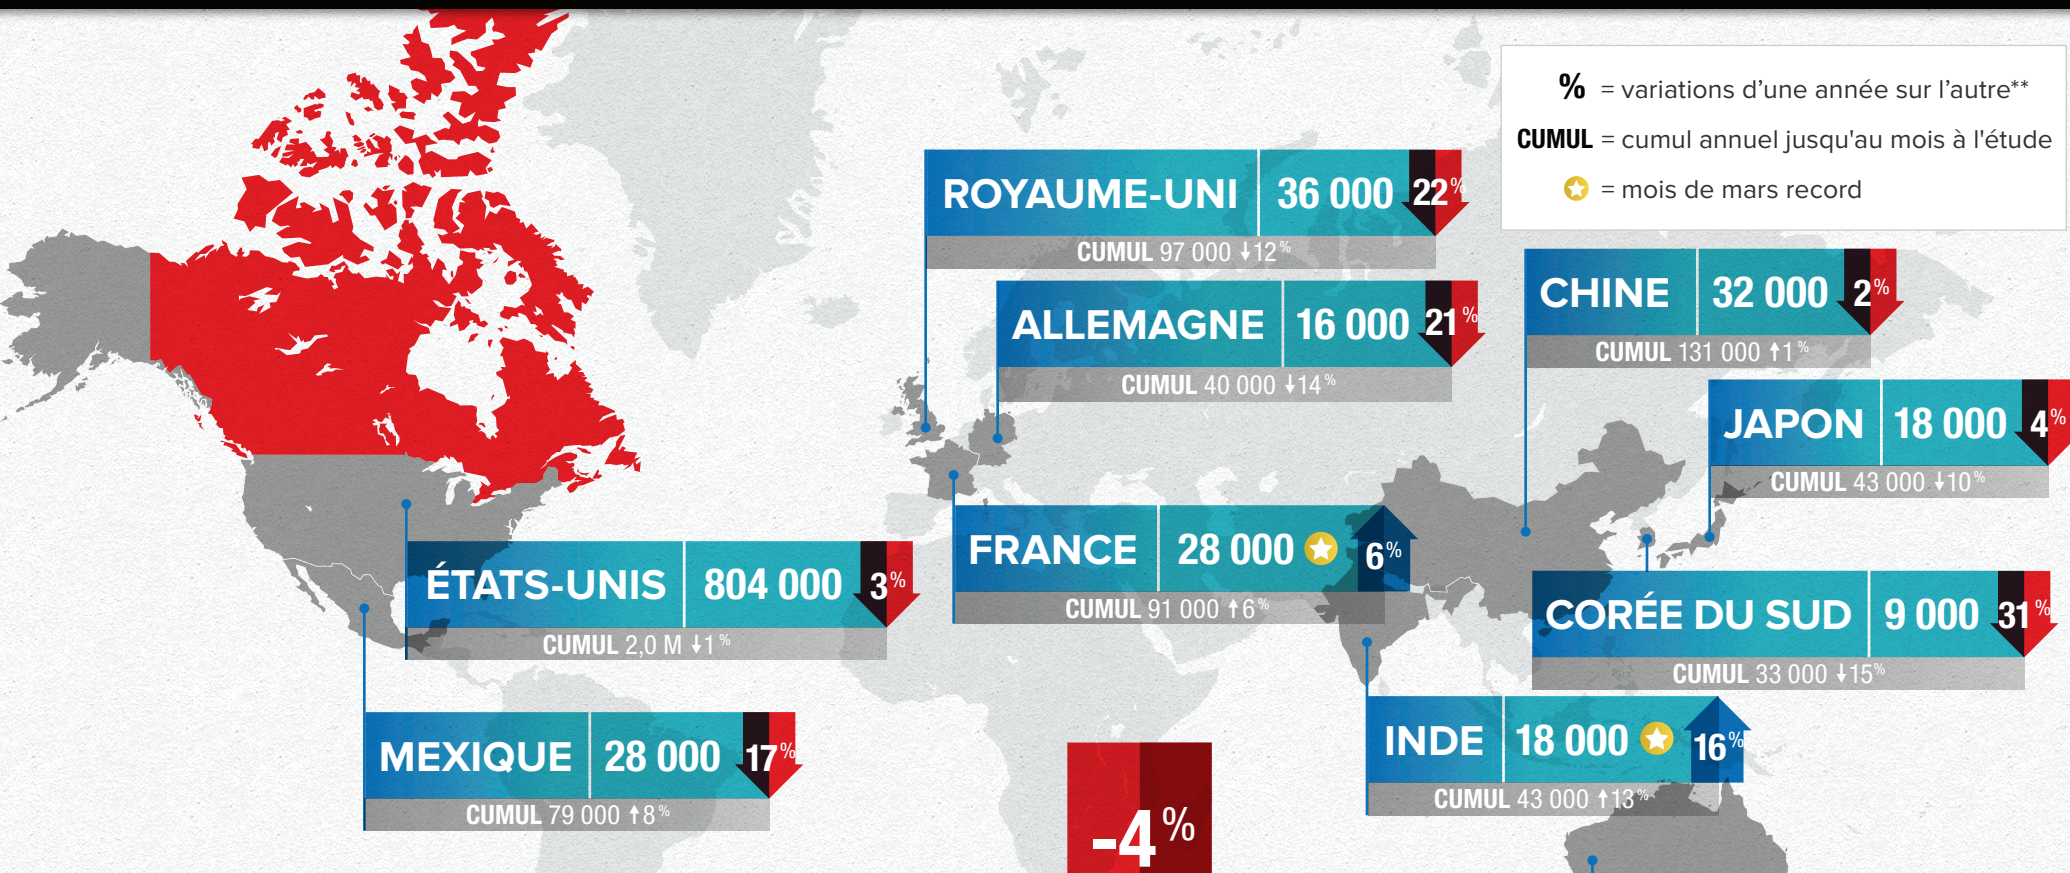 % = variations d'une année sur l'autre**
CUMUL = cumul annuel jusqu'au mois à l'étude
= mois de mars record
ROYAUME-UNI 36 000 22%
CUMUL 97 000 ↓12%
ALLEMAGNE 16 000 21%
CUMUL 40 000 ↓14%
CHINE 32 000 2%
CUMUL 131 000 ↑1%
JAPON 18 000 4%
CUMUL 43 000 ↓10%
FRANCE 28 000 6%
CUMUL 91 000 ↑6%
ÉTATS-UNIS 804 000 3%
CUMUL 2,0 M ↓1%
CORÉE DU SUD 9 000 31%
CUMUL 33 000 ↓15%
MEXIQUE 28 000 17%
CUMUL 79 000 ↑8%
INDE 18 000 16%
CUMUL 43 000 ↑13%
-4%